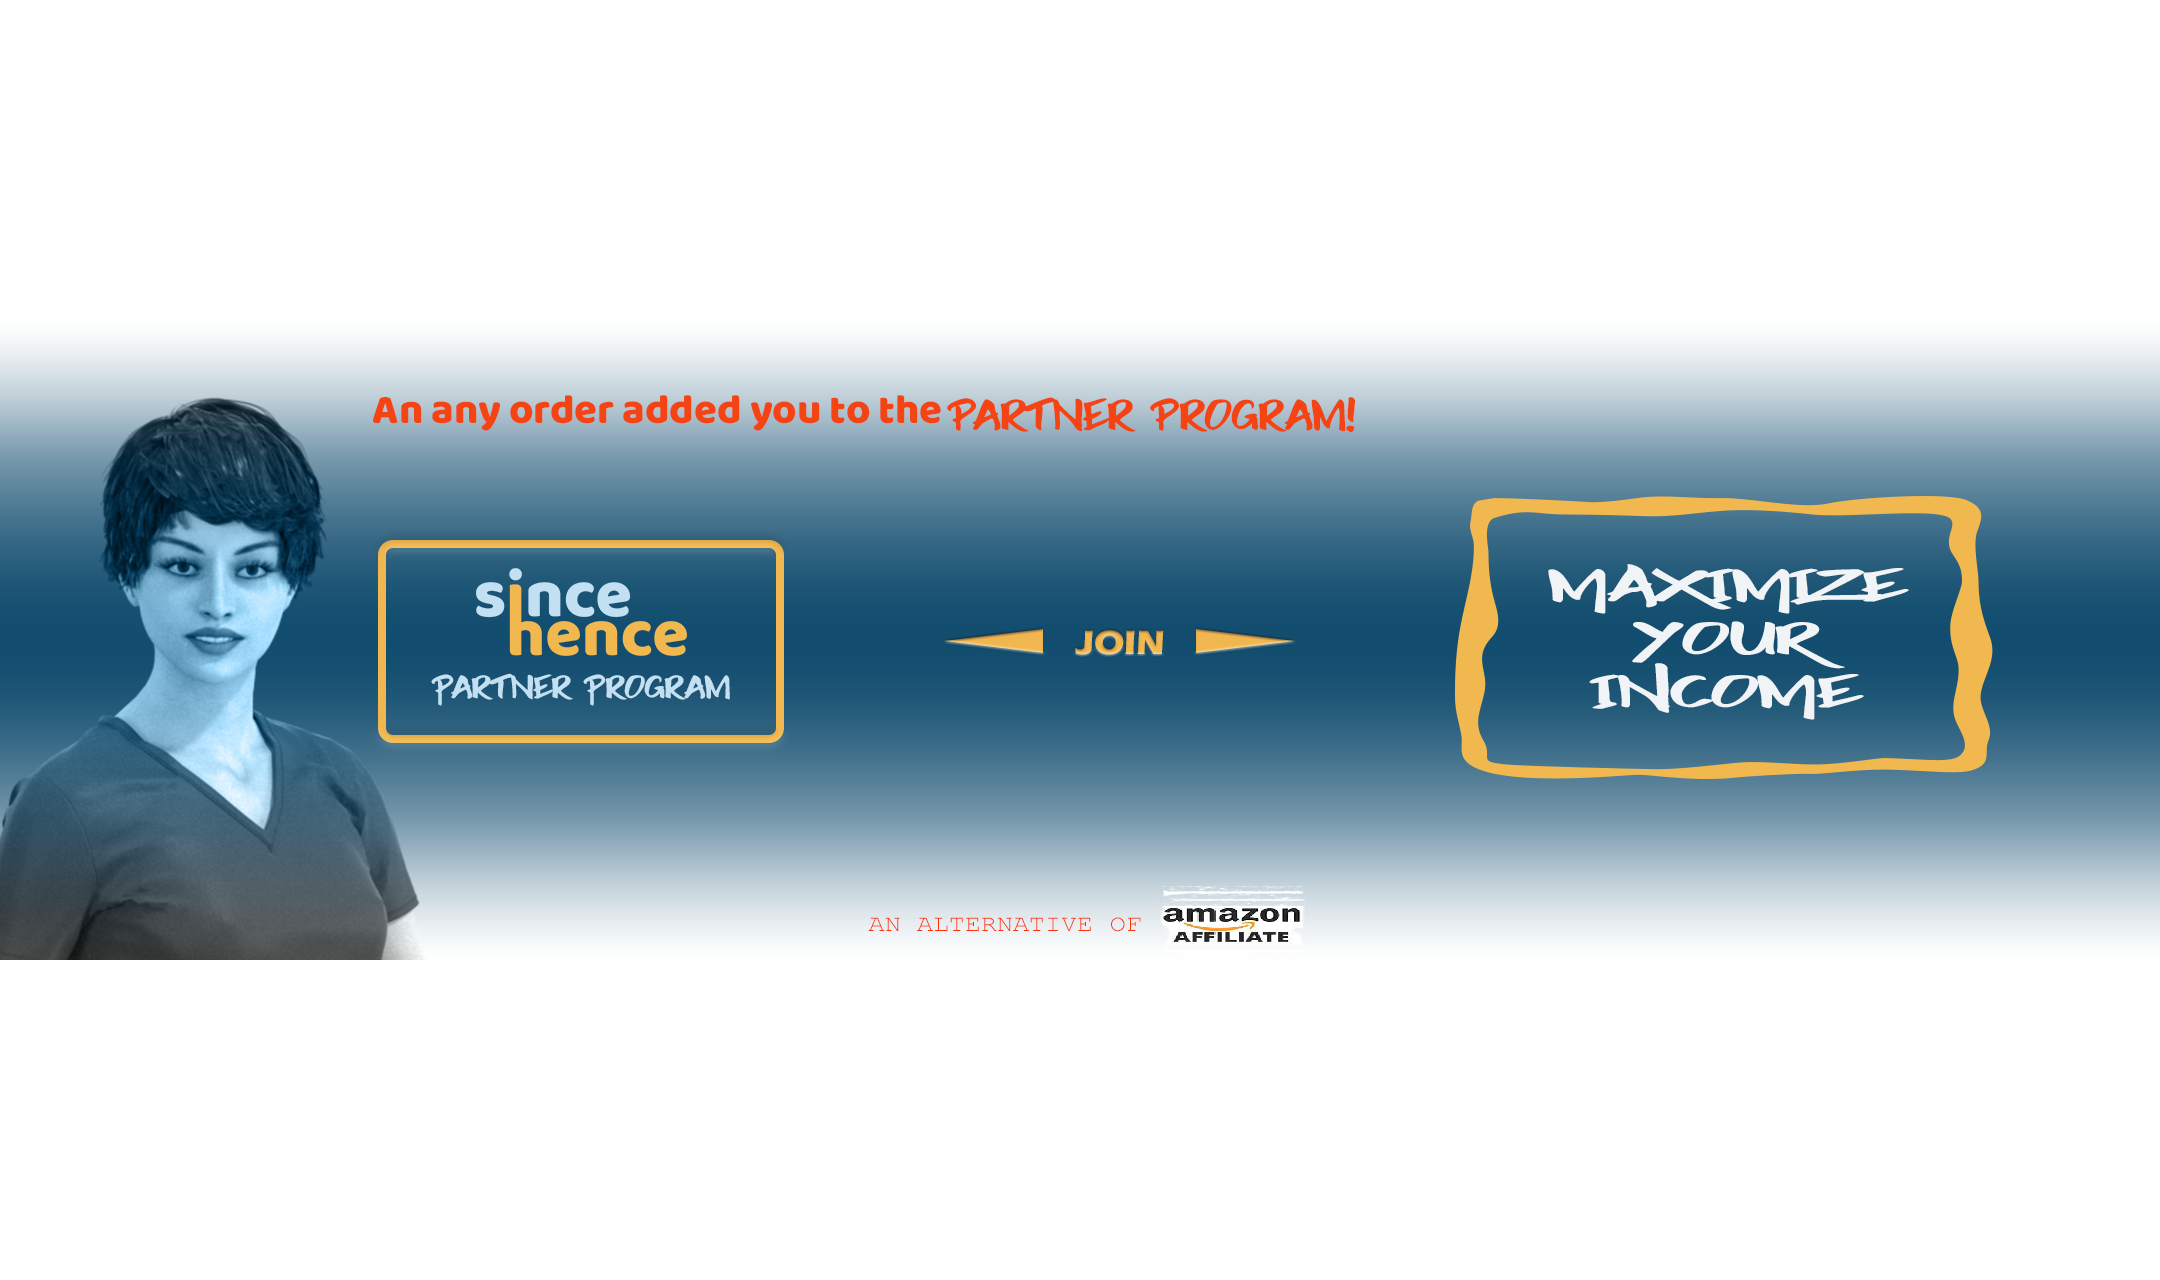 An any order added you to the PARTNER PROGRAM!
since
hence
PARTNER PROGRAM
JOIN
MAXIMIZE
YOUR
INCOME
AN ALTERNATIVE OF
amazon
AFFILIATE